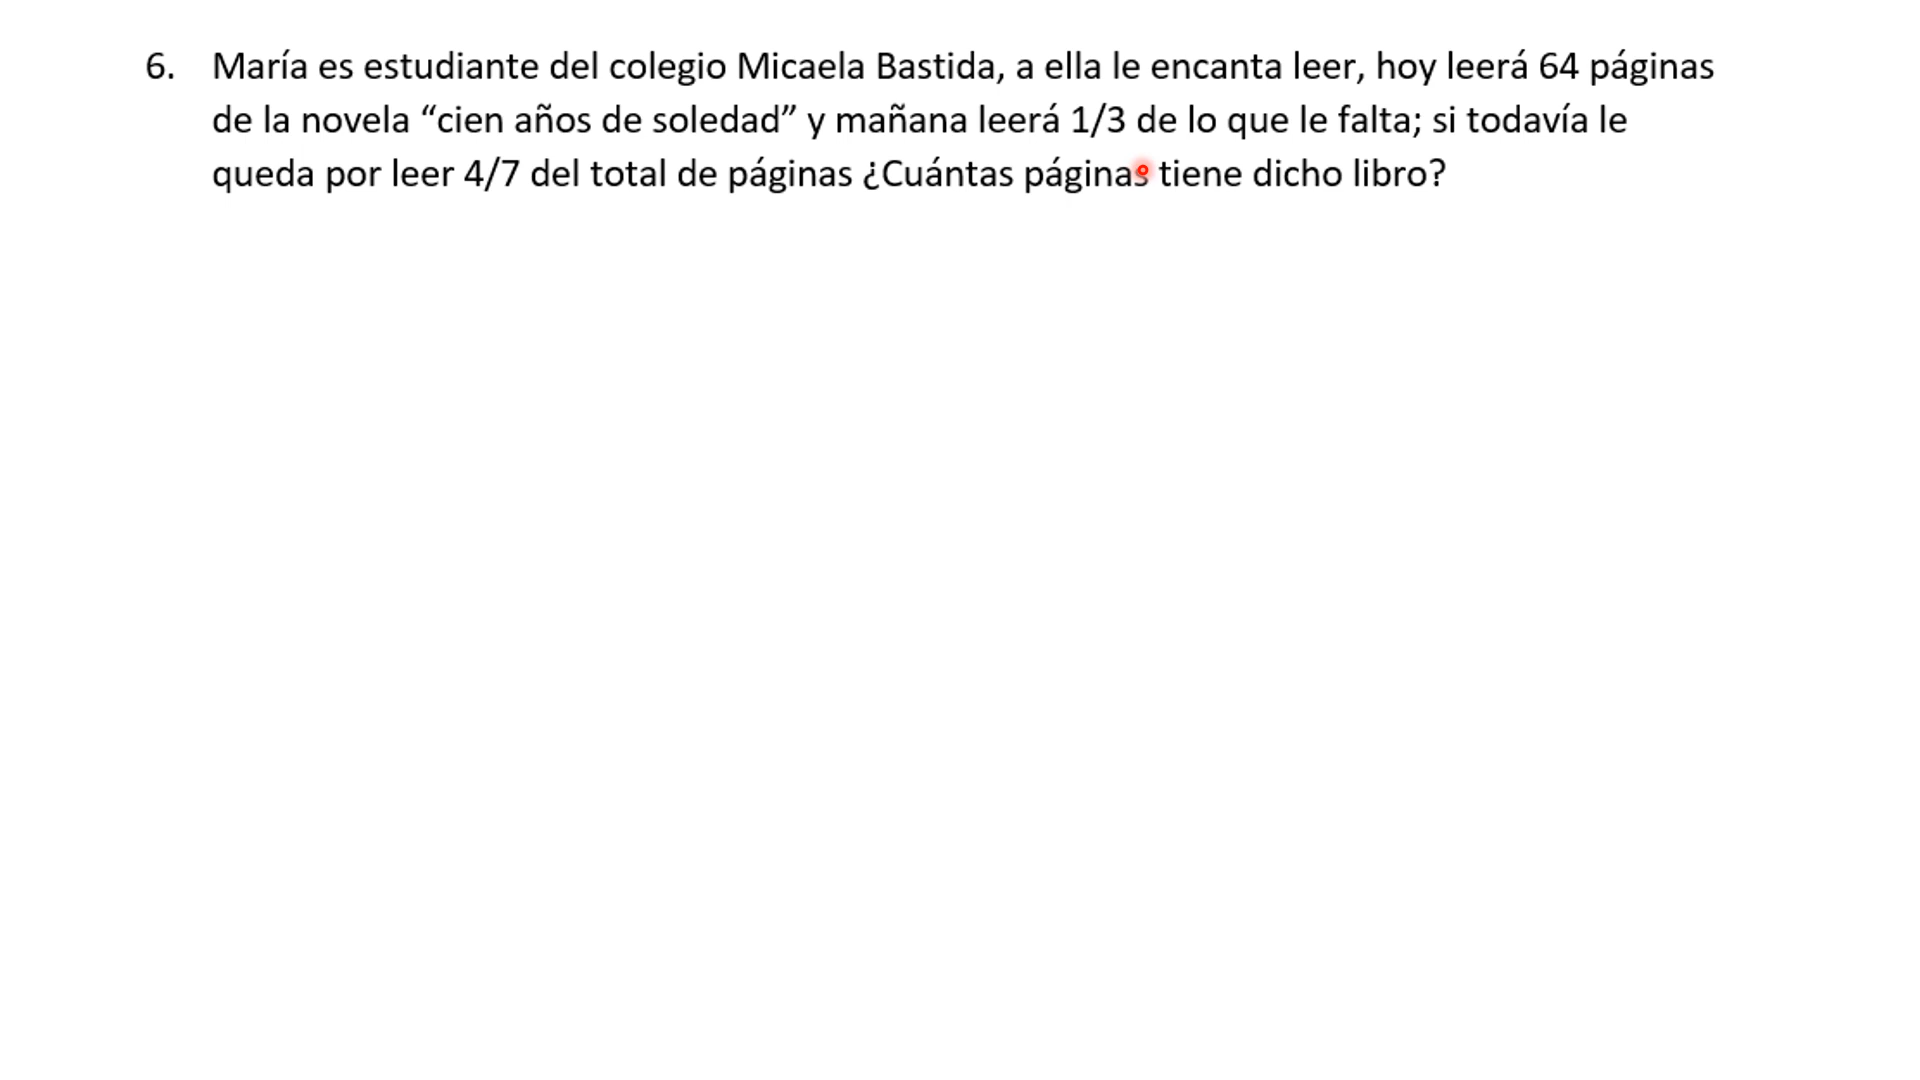 6. María es estudiante del colegio Micaela Bastida, a ella le encanta leer, hoy leerá 64 páginas
de la novela “cien años de soledad” y mañana leerá 1/3 de lo que le falta; si todavía le
queda por leer 4/7 del total de páginas ¿Cuántas páginas tiene dicho libro?